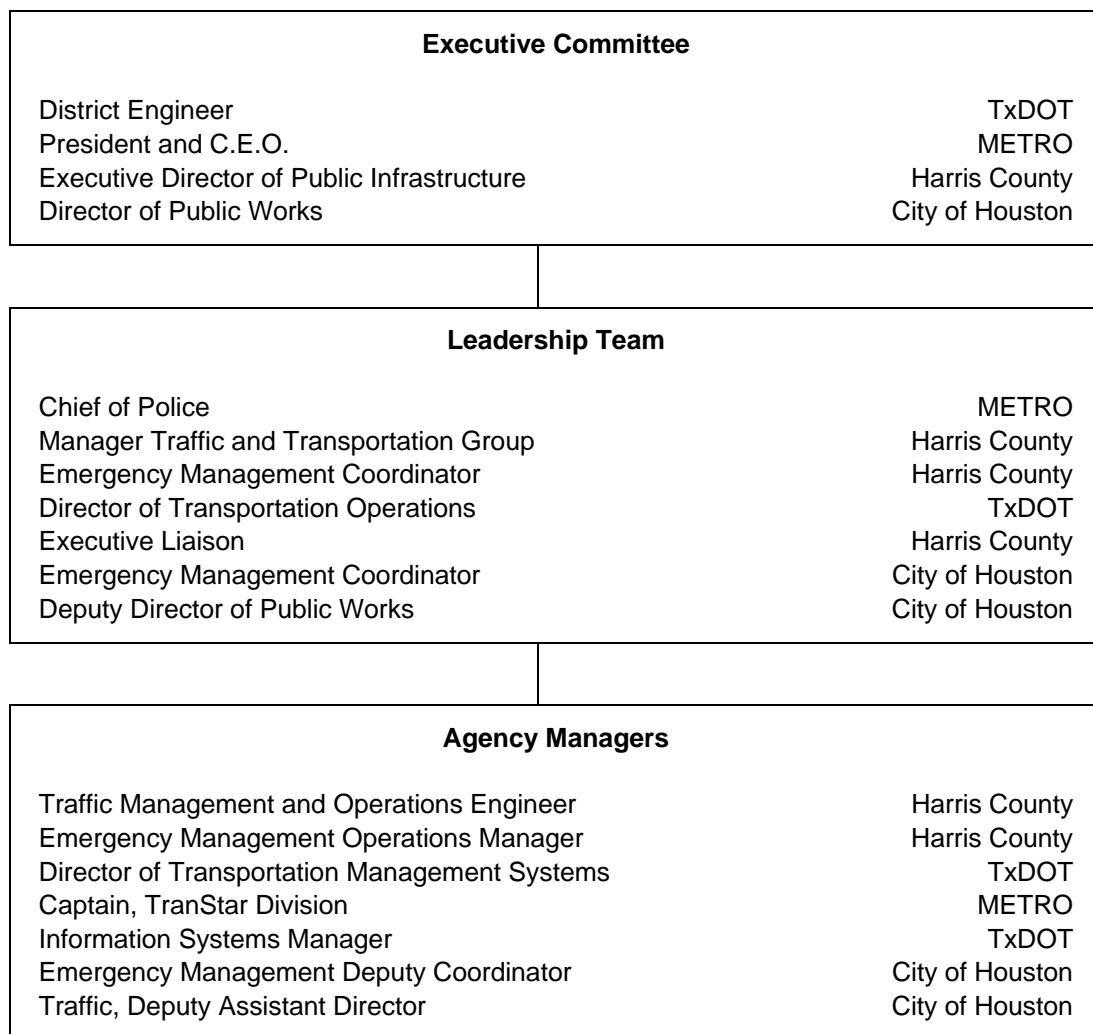 Executive Committee
District Engineer TxDOT
President and C.E.O. METRO
Executive Director of Public Infrastructure Harris County
Director of Public Works City of Houston
Leadership Team
Chief of Police METRO
Manager Traffic and Transportation Group Harris County
Emergency Management Coordinator Harris County
Director of Transportation Operations TxDOT
Executive Liaison Harris County
Emergency Management Coordinator City of Houston
Deputy Director of Public Works City of Houston
Agency Managers
Traffic Management and Operations Engineer Harris County
Emergency Management Operations Manager Harris County
Director of Transportation Management Systems TxDOT
Captain, TranStar Division METRO
Information Systems Manager TxDOT
Emergency Management Deputy Coordinator City of Houston
Traffic, Deputy Assistant Director City of Houston